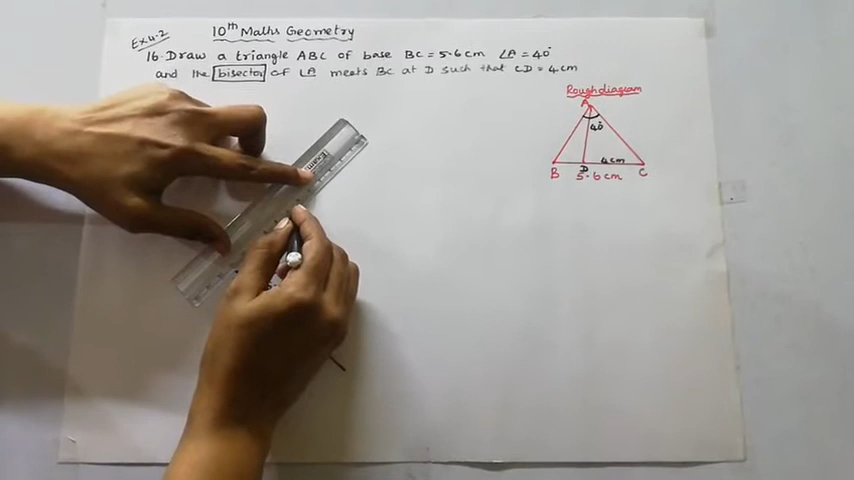 Ex 4.2
10th Maths Geometry
16. Draw a triangle ABC of base BC = 5.6 cm ∠A = 40°
and the bisector of ∠A meets BC at D such that CD = 4 cm
Rough diagram
A
40°
4 cm
B D C
5.6 cm